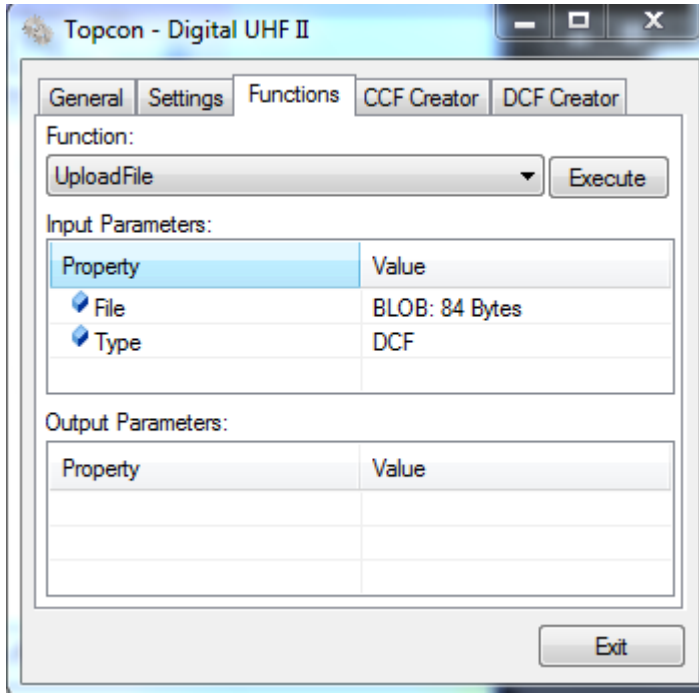 Topcon - Digital UHF II
General Settings Functions CCF Creator DCF Creator
Function:
UploadFile Execute
Input Parameters:
Property Value
File BLOB: 84 Bytes
Type DCF
Output Parameters:
Property Value
Exit